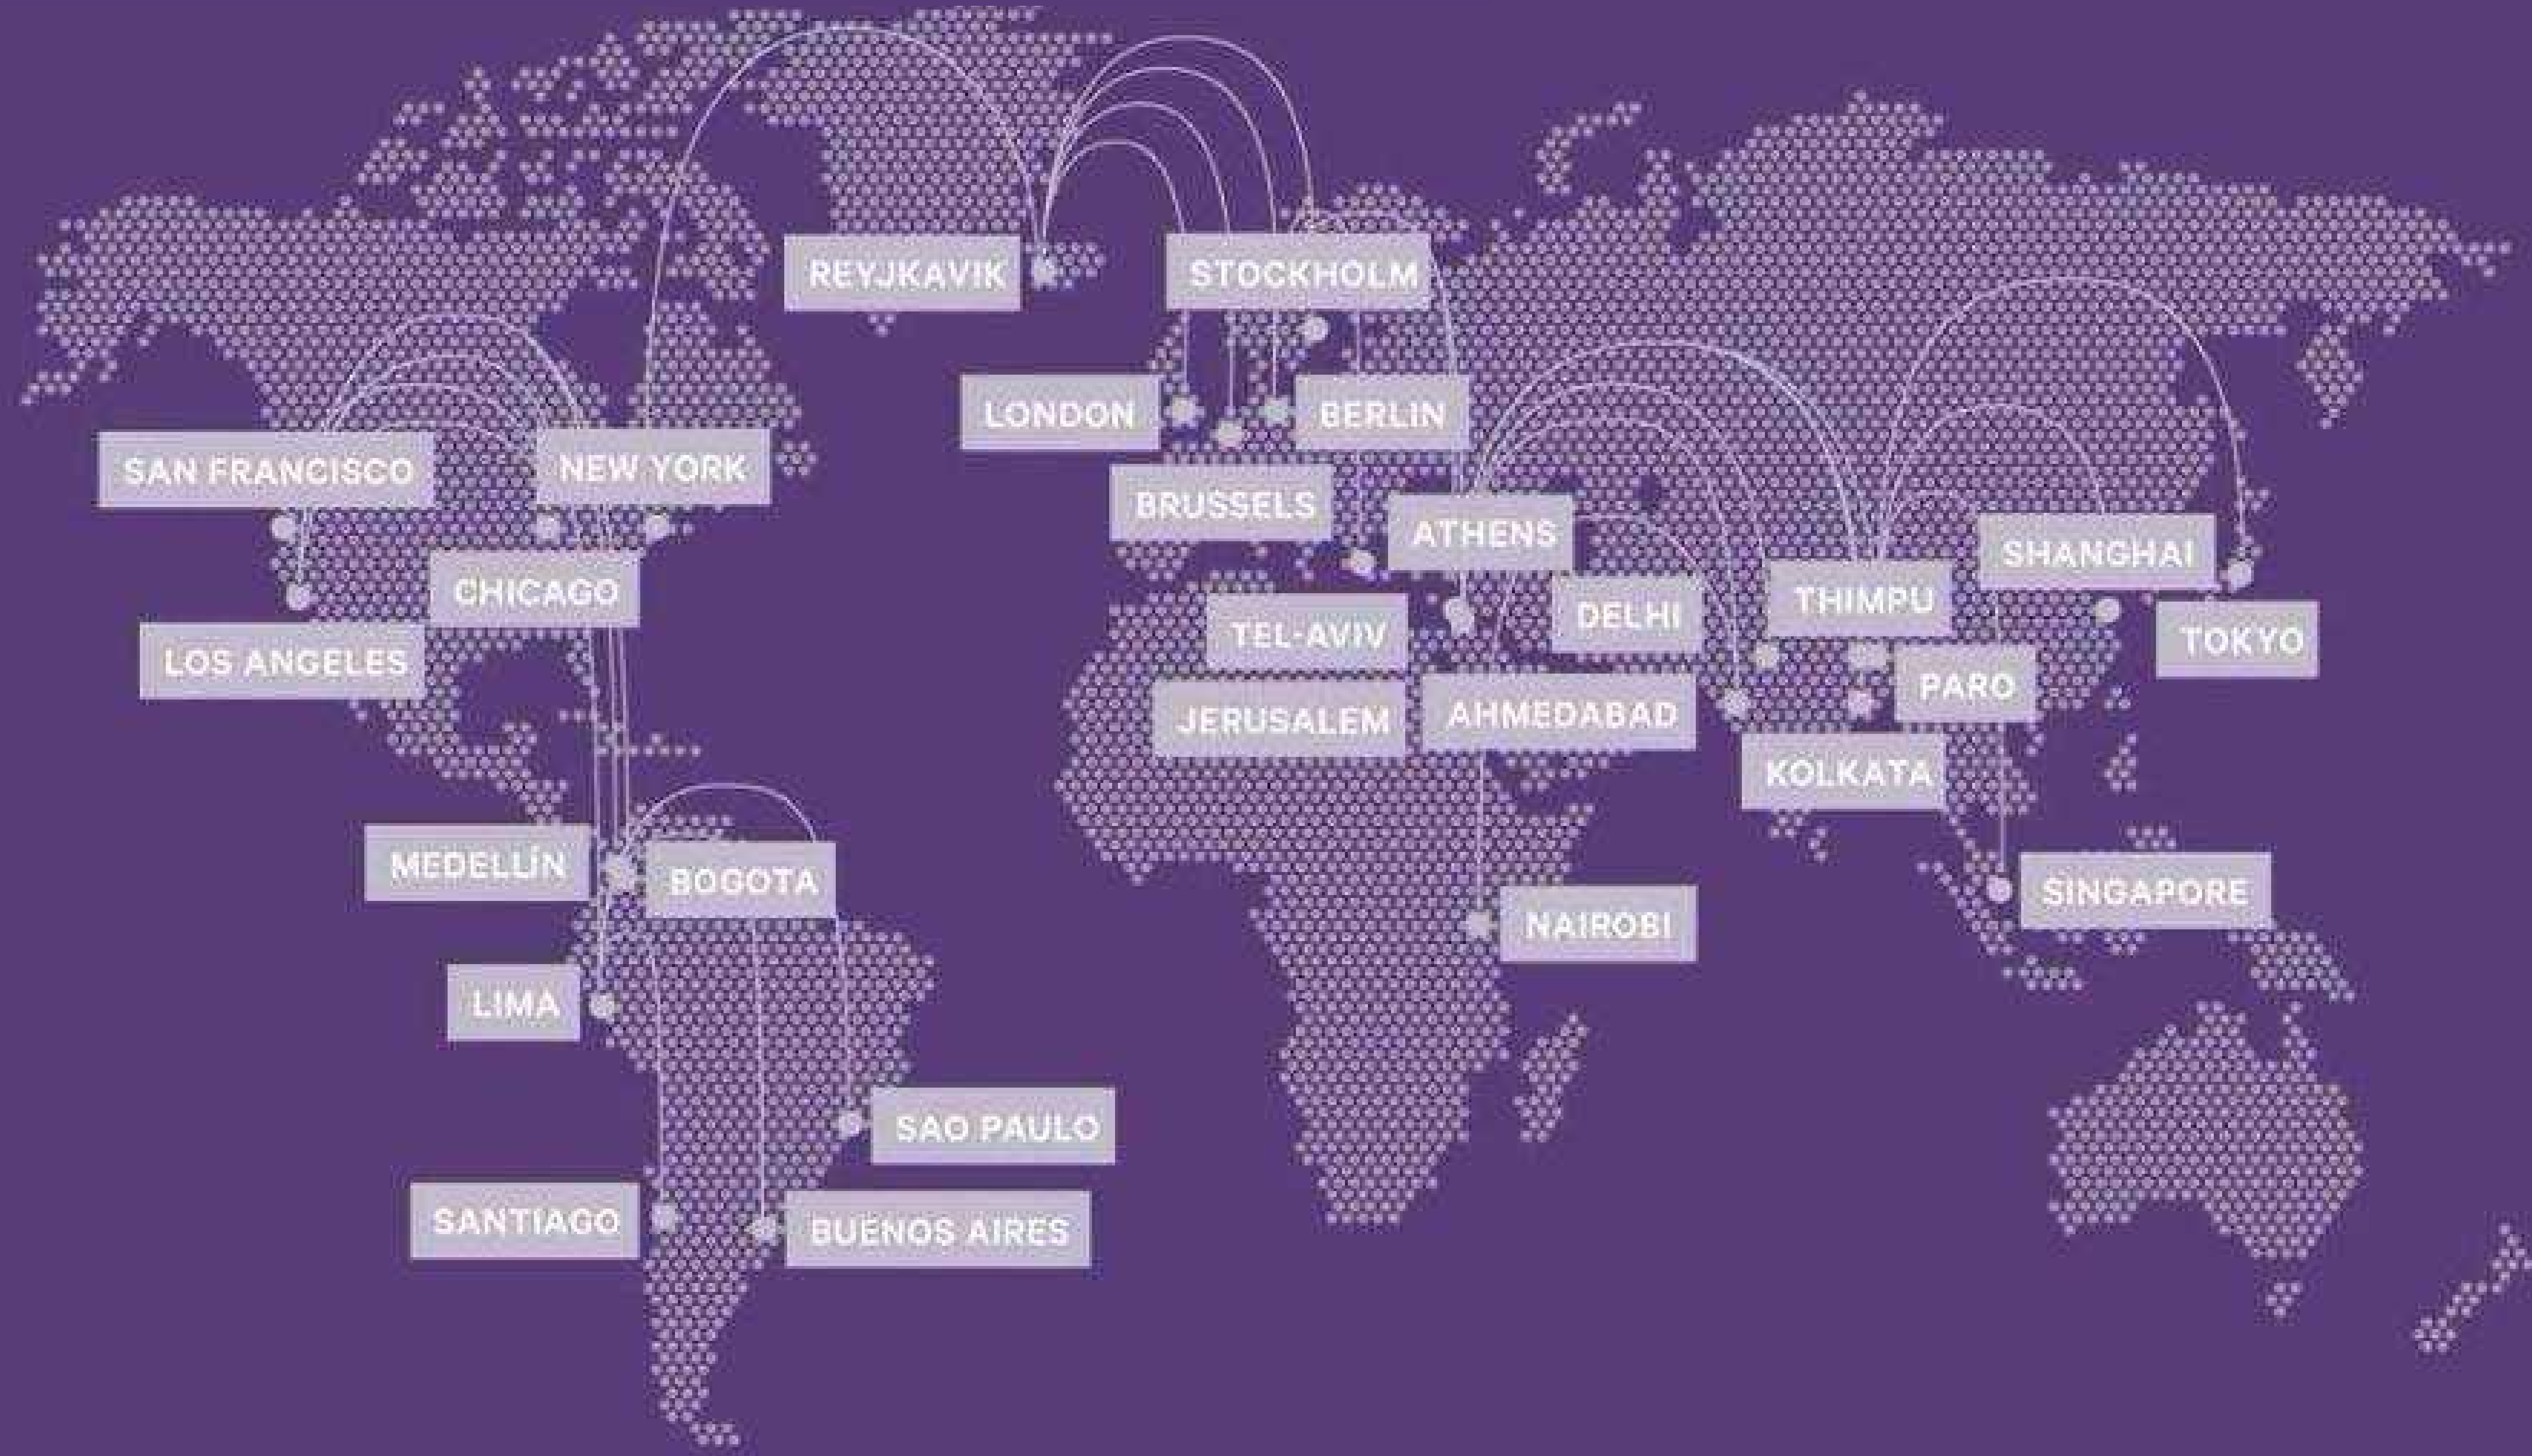 REYJKAVIK
STOCKHOLM
LONDON
BERLIN
SAN FRANCISCO
NEW YORK
BRUSSELS
ATHENS
SHANGHAI
CHICAGO
TEL-AVIV
DELHI
THIMPU
TOKYO
LOS ANGELES
JERUSALEM
AHMEDABAD
PARO
KOLKATA
MEDELLÍN
BOGOTA
SINGAPORE
NAIROBI
LIMA
SAO PAULO
SANTIAGO
BUENOS AIRES